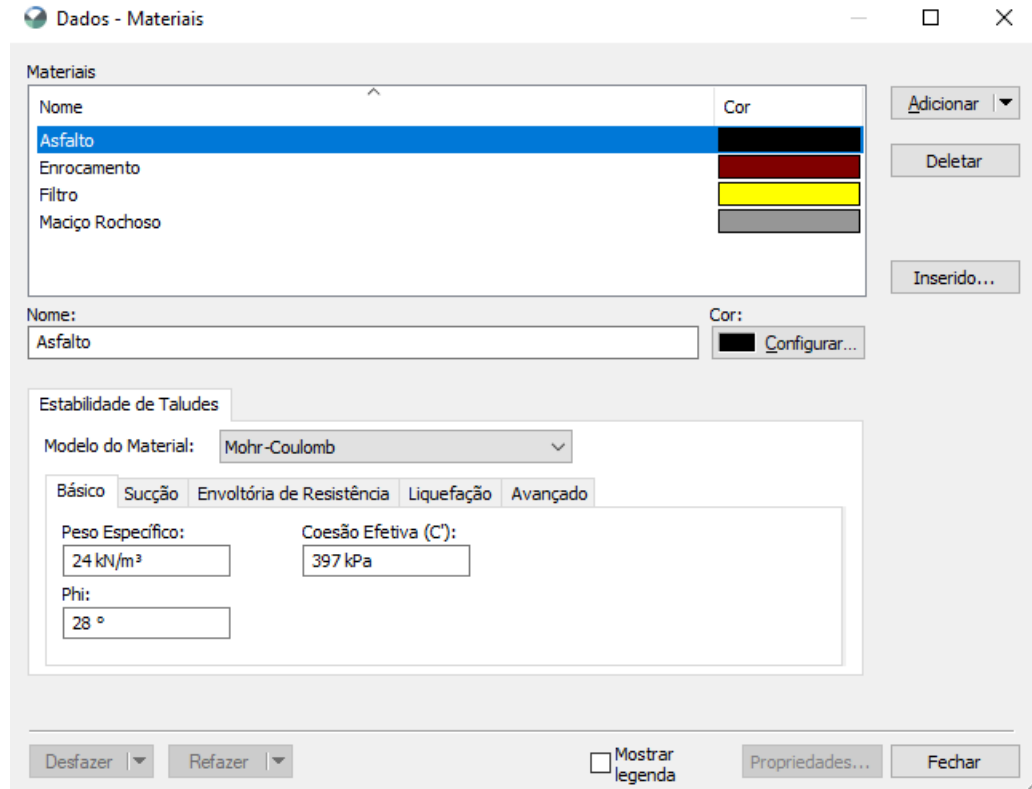 Dados - Materiais
Materiais
Nome Cor
Asfalto
Enrocamento
Filtro
Maciço Rochoso
Adicionar
Deletar
Inserido...
Nome: Cor:
Asfalto Configurar...
Estabilidade de Taludes
Modelo do Material: Mohr-Coulomb
Básico Sucção Envoltória de Resistência Liquefação Avançado
Peso Específico: Coesão Efetiva (C'):
24 kN/m³ 397 kPa
Phi:
28 °
Desfazer Refazer Mostrar legenda Propriedades... Fechar